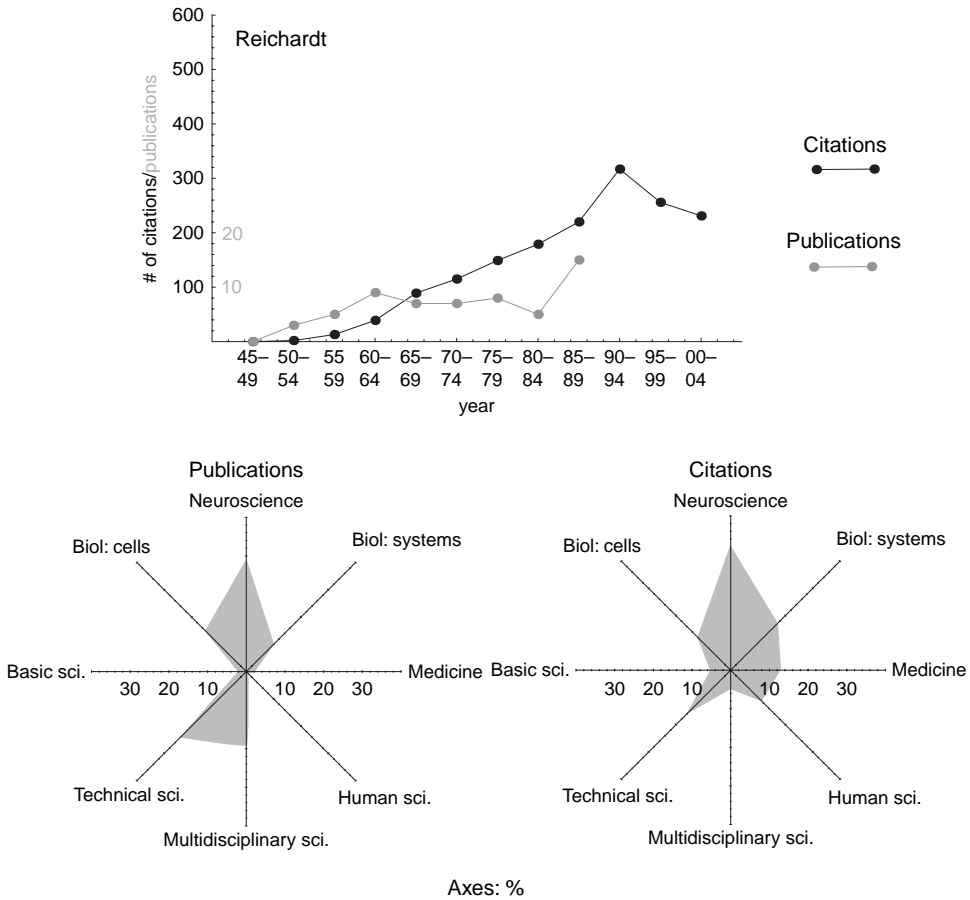 600
Reichardt
500
400
300
200
100
20
10
# of citations/publications
Citations
Publications
45– 50– 55 60– 65– 70– 75– 80– 85– 90– 95– 00–
49 54 59 64 69 74 79 84 89 94 99 04
year
Publications
Neuroscience
Biol: cells
Biol: systems
Basic sci.
Medicine
30 20 10 10 20 30
Technical sci.
Human sci.
Multidisciplinary sci.
Citations
Neuroscience
Biol: cells
Biol: systems
Basic sci.
Medicine
30 20 10 10 20 30
Technical sci.
Human sci.
Multidisciplinary sci.
Axes: %